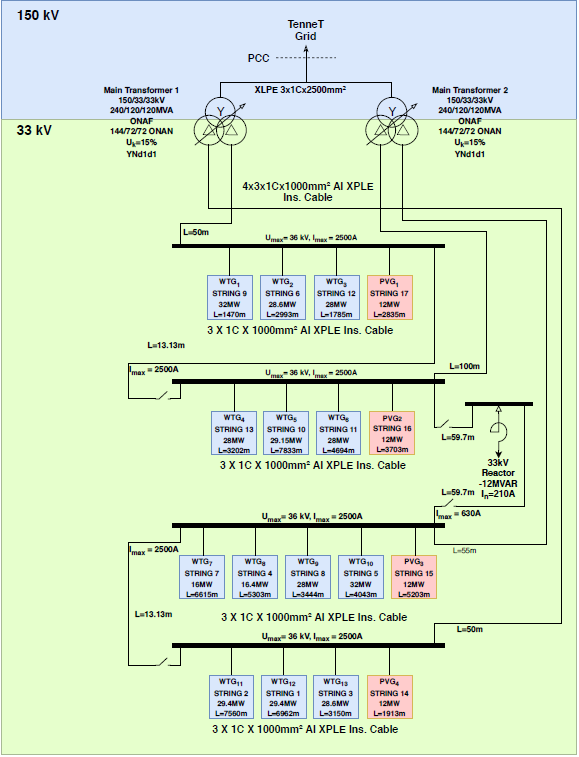 150 kV
TenneT
Grid
PCC
XLPE 3x1Cx2500mm²
Main Transformer 1
150/33/33kV
240/120/120MVA
ONAF
144/72/72 ONAN
Uk=15%
YNd1d1
Main Transformer 2
150/33/33kV
240/120/120MVA
ONAF
144/72/72 ONAN
Uk=15%
YNd1d1
Y
Y
33 kV
4x3x1Cx1000mm² Al XPLE
Ins. Cable
L=50m
Umax= 36 kV, Imax = 2500A
WTG1
STRING 9
32MW
L=1470m
WTG2
STRING 6
28.6MW
L=2993m
WTG3
STRING 12
28MW
L=1785m
PVG1
STRING 17
12MW
L=2835m
3 X 1C X 1000mm² Al XPLE Ins. Cable
L=13.13m
Imax = 2500A
Umax= 36 kV, Imax = 2500A
L=100m
WTG4
STRING 13
28MW
L=3202m
WTG5
STRING 10
29.15MW
L=7833m
WTG6
STRING 11
28MW
L=4694m
PVG2
STRING 16
12MW
L=3703m
3 X 1C X 1000mm² Al XPLE Ins. Cable
L=59.7m
33kV
Reactor
-12MVAR
In=210A
L=59.7m
Imax = 630A
Umax= 36 kV, Imax = 2500A
Imax = 2500A
L=55m
WTG7
STRING 7
16MW
L=6615m
WTG8
STRING 4
16.4MW
L=5303m
WTG9
STRING 8
28MW
L=3444m
WTG10
STRING 5
32MW
L=4043m
PVG3
STRING 15
12MW
L=5203m
3 X 1C X 1000mm² Al XPLE Ins. Cable
L=13.13m
Umax= 36 kV, Imax = 2500A
L=50m
WTG11
STRING 2
29.4MW
L=7560m
WTG12
STRING 1
29.4MW
L=6962m
WTG13
STRING 3
28.6MW
L=3150m
PVG4
STRING 14
12MW
L=1913m
3 X 1C X 1000mm² Al XPLE Ins. Cable